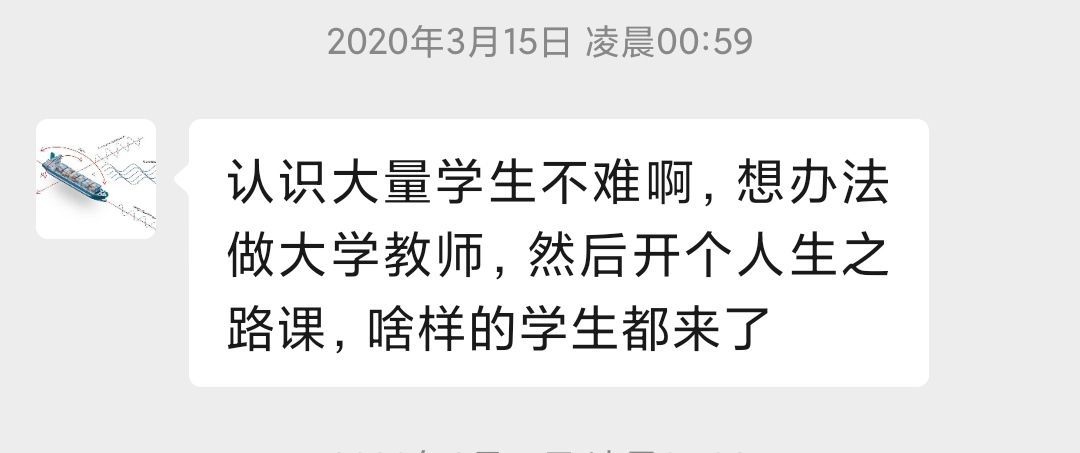 2020年3月15日 凌晨00:59
认识大量学生不难啊，想办法
做大学教师，然后开个人生之
路课，啥样的学生都来了